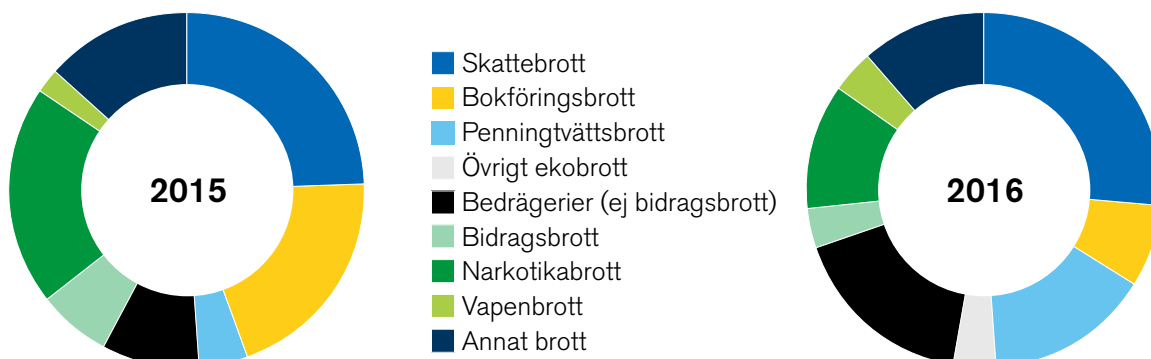 2015
Skattebrott
Bokföringsbrott
Penningtvättsbrott
Övrigt ekobrott
Bedrägerier (ej bidragsbrott)
Bidragsbrott
Narkotikabrott
Vapenbrott
Annat brott
2016